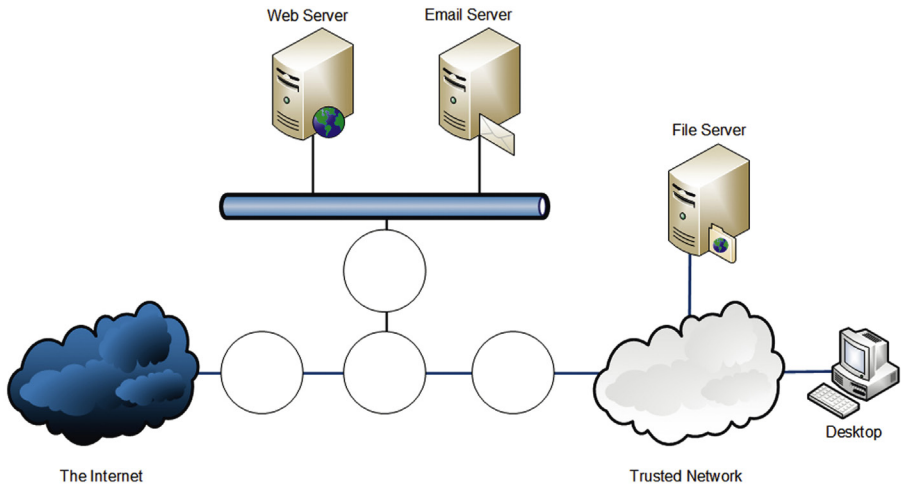 Web Server
Email Server
File Server
Desktop
The Internet
Trusted Network